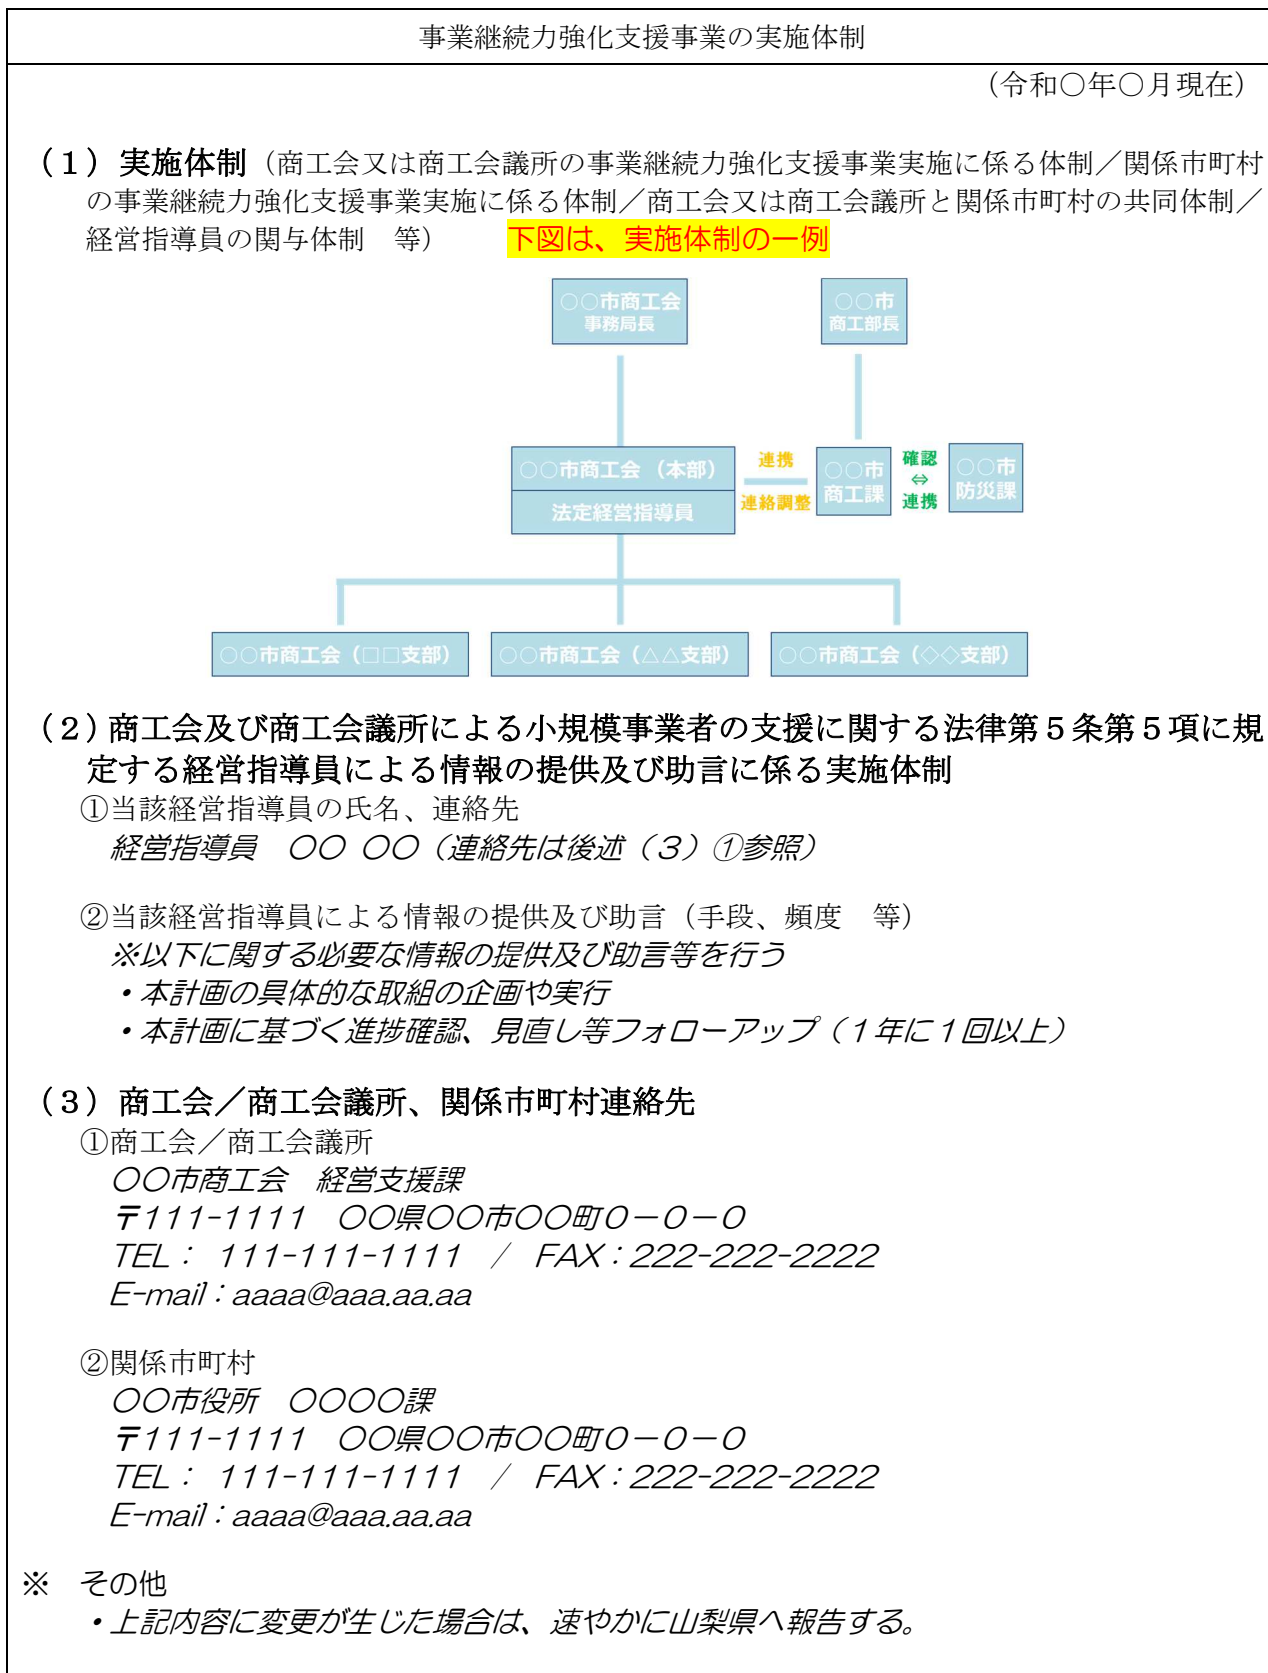 事業継続力強化支援事業の実施体制
（令和〇年〇月現在）
（１）実施体制（商工会又は商工会議所の事業継続力強化支援事業実施に係る体制／関係市町村
の事業継続力強化支援事業実施に係る体制／商工会又は商工会議所と関係市町村の共同体制／
経営指導員の関与体制　等）　　下図は、実施体制の一例
〇〇市商工会
事務局長
〇〇市
商工部長
〇〇市商工会（本部）
法定経営指導員
連携
連絡調整
〇〇市
商工課
確認
⇔
連携
〇〇市
防災課
〇〇市商工会（□□支部）
〇〇市商工会（△△支部）
〇〇市商工会（◇◇支部）
（２）商工会及び商工会議所による小規模事業者の支援に関する法律第５条第５項に規
定する経営指導員による情報の提供及び助言に係る実施体制
①当該経営指導員の氏名、連絡先
経営指導員　〇〇 〇〇（連絡先は後述（３）①参照）
②当該経営指導員による情報の提供及び助言（手段、頻度　等）
※以下に関する必要な情報の提供及び助言等を行う
・本計画の具体的な取組の企画や実行
・本計画に基づく進捗確認、見直し等フォローアップ（１年に１回以上）
（３）商工会／商工会議所、関係市町村連絡先
①商工会／商工会議所
〇〇市商工会　経営支援課
〒111-1111　〇〇県〇〇市〇〇町０－０－０
TEL： 111-111-1111 / FAX：222-222-2222
E-mail：aaaa@aaa.aa.aa
②関係市町村
〇〇市役所　〇〇〇〇課
〒111-1111　〇〇県〇〇市〇〇町０－０－０
TEL： 111-111-1111 / FAX：222-222-2222
E-mail：aaaa@aaa.aa.aa
※　その他
・上記内容に変更が生じた場合は、速やかに山梨県へ報告する。